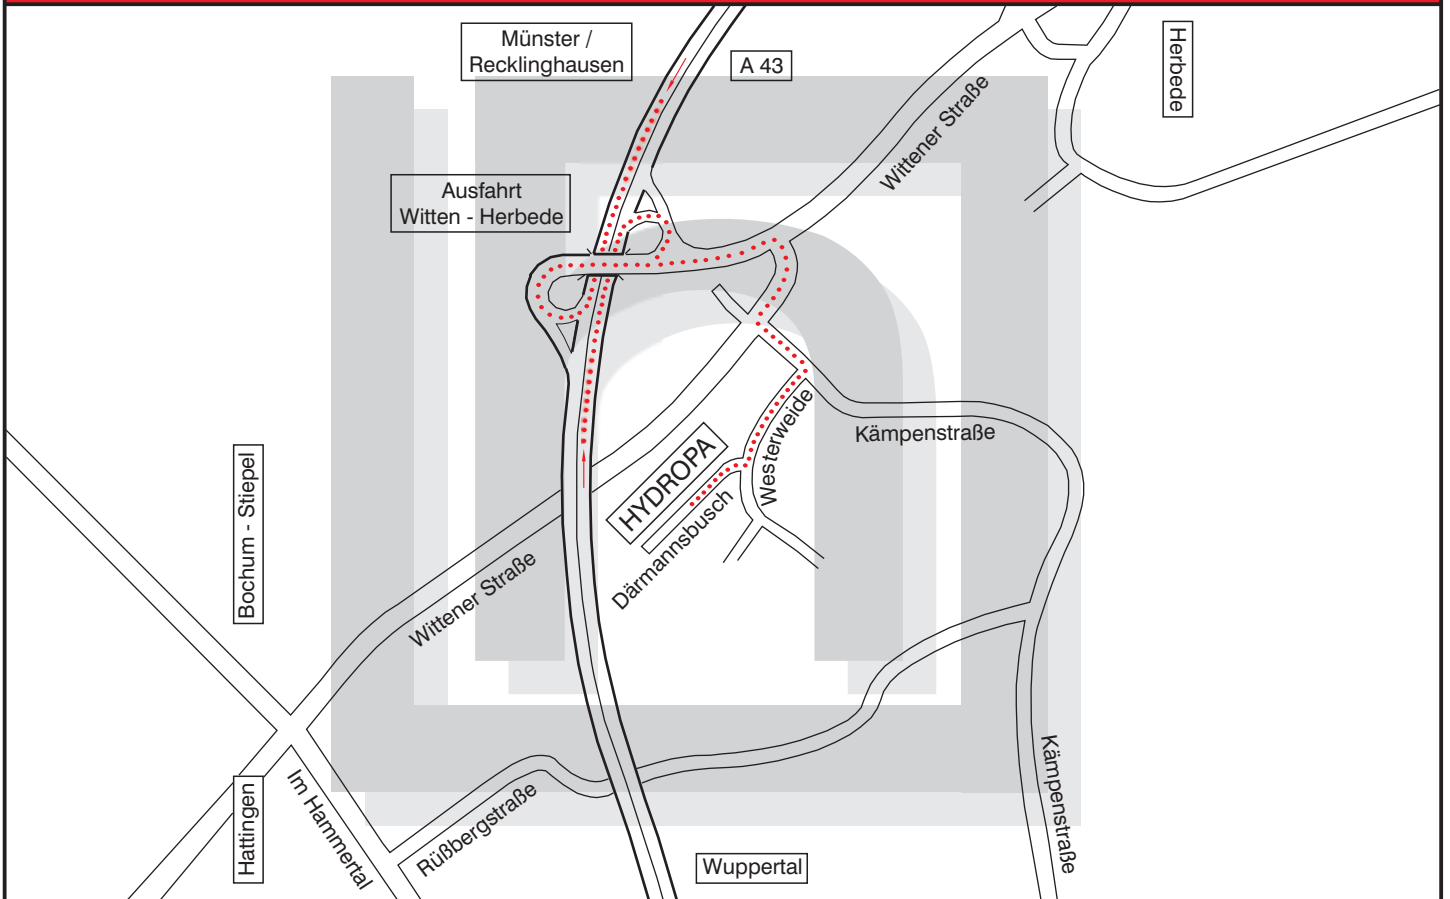 Münster /
Recklinghausen
A 43
Herbede
Wittener Straße
Ausfahrt
Witten - Herbede
Westerweide
Kämpenstraße
HYDROPA
Därmannsbusch
Bochum - Stiepel
Wittener Straße
Hattingen
Im Hammertal
Rüßbergstraße
Wuppertal
Kämpenstraße